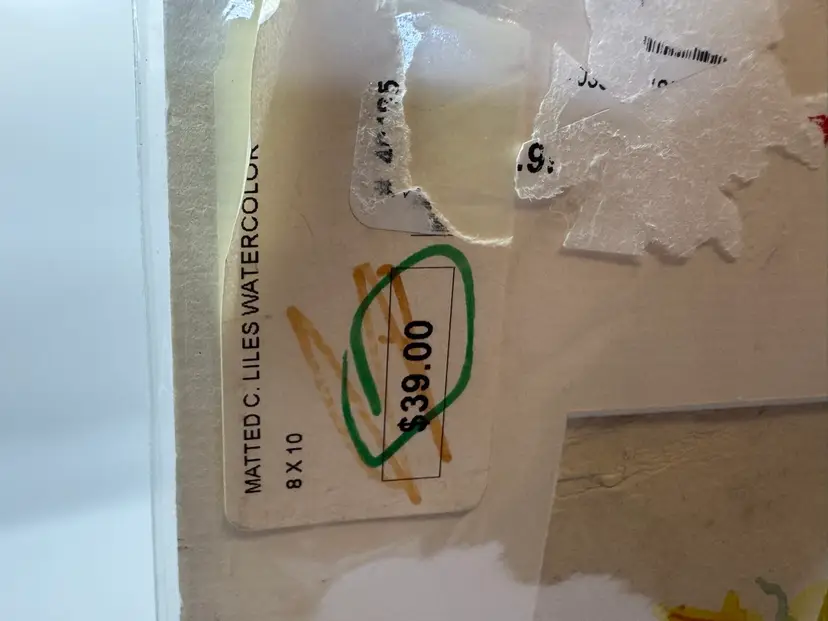 MATTED C. LILES WATERCOLOR
8 X 10
$39.00